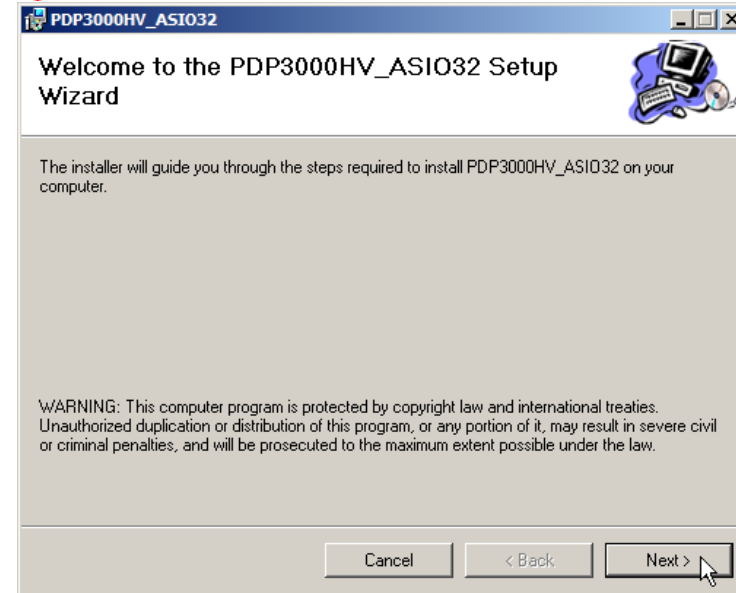 PDP3000HV_ASIO32
Welcome to the PDP3000HV_ASIO32 Setup
Wizard
The installer will guide you through the steps required to install PDP3000HV_ASIO32 on your
computer.
WARNING: This computer program is protected by copyright law and international treaties.
Unauthorized duplication or distribution of this program, or any portion of it, may result in severe civil
or criminal penalties, and will be prosecuted to the maximum extent possible under the law.
Cancel
< Back
Next >